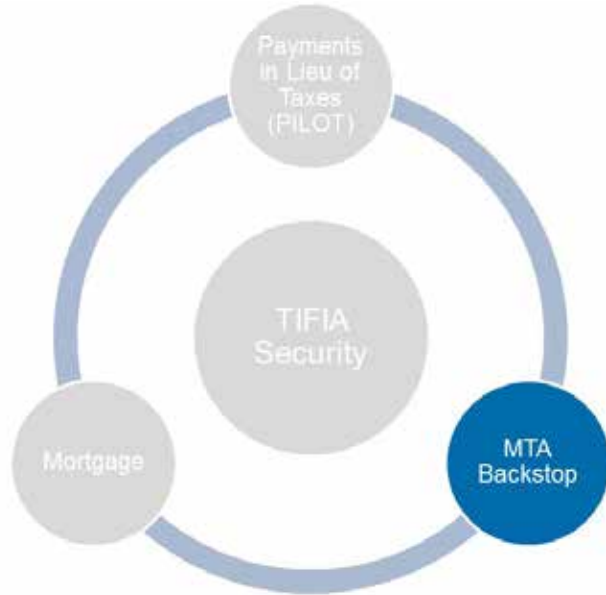 Payments
in Lieu of
Taxes
(PILOT)
TIFIA
Security
Mortgage
MTA
Backstop